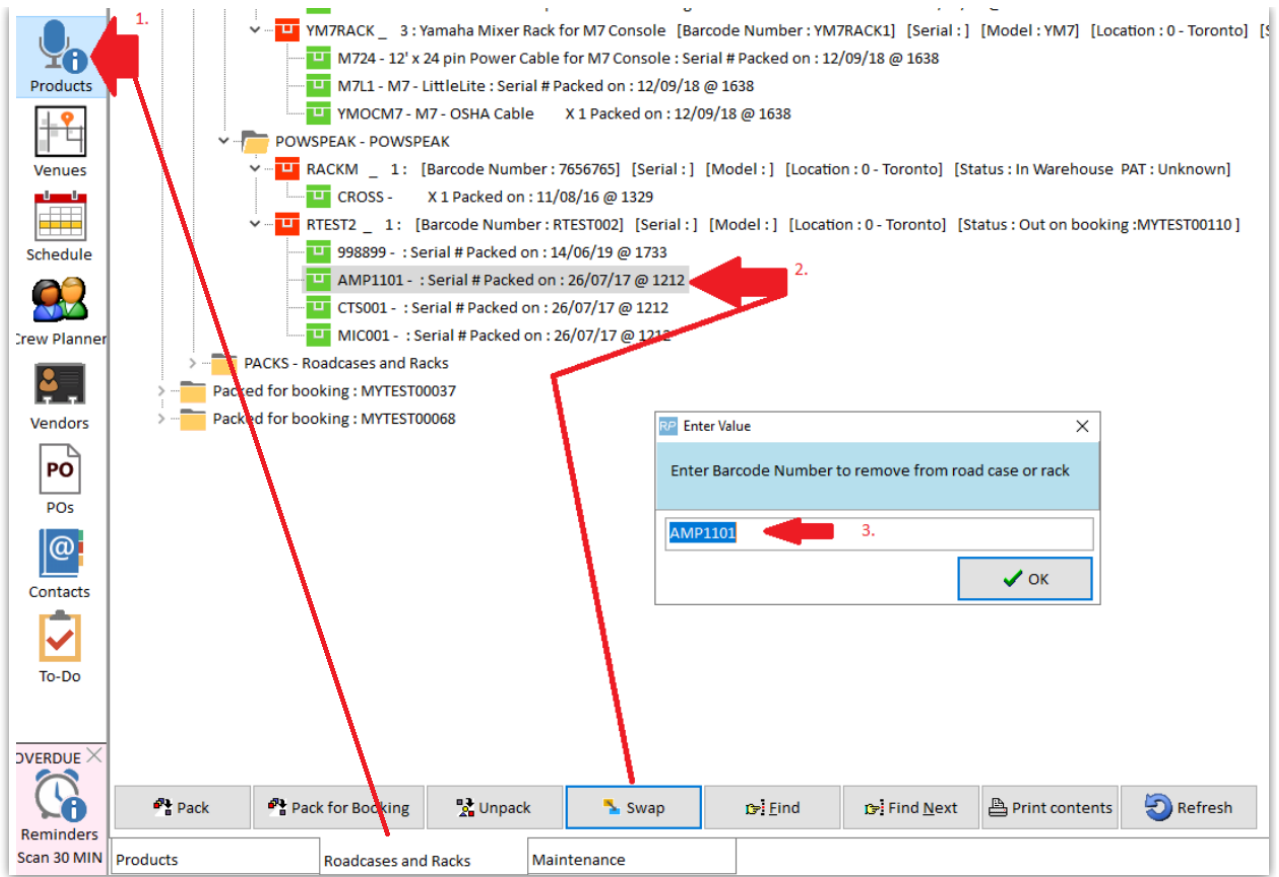 1.
YM7RACK _ 3 : Yamaha Mixer Rack for M7 Console [Barcode Number : YM7RACK1] [Serial : ] [Model : YM7] [Location : 0 - Toronto] [S
Products
M724 - 12' x 24 pin Power Cable for M7 Console : Serial # Packed on : 12/09/18 @ 1638
M7L1 - M7 - LittleLite : Serial # Packed on : 12/09/18 @ 1638
YMOCM7 - M7 - OSHA Cable X 1 Packed on : 12/09/18 @ 1638
POWSPEAK - POWSPEAK
Venues
RACKM _ 1 : [Barcode Number : 7656765] [Serial : ] [Model : ] [Location : 0 - Toronto] [Status : In Warehouse PAT : Unknown]
CROSS - X 1 Packed on : 11/08/16 @ 1329
RTEST2 _ 1 : [Barcode Number : RTEST002] [Serial : ] [Model : ] [Location : 0 - Toronto] [Status : Out on booking :MYTEST00110 ]
Schedule
998899 - : Serial # Packed on : 14/06/19 @ 1733
AMP1101 - : Serial # Packed on : 26/07/17 @ 1212
2.
CTS001 - : Serial # Packed on : 26/07/17 @ 1212
MIC001 - : Serial # Packed on : 26/07/17 @ 1212
Crew Planner
PACKS - Roadcases and Racks
Packed for booking : MYTEST00037
Packed for booking : MYTEST00068
Vendors
RP Enter Value
Enter Barcode Number to remove from road case or rack
PO
POs
AMP1101
3.
OK
@
Contacts
To-Do
OVERDUE
Reminders
Scan 30 MIN
Pack Pack for Booking Unpack Swap Find Find Next Print contents Refresh
Products Roadcases and Racks Maintenance